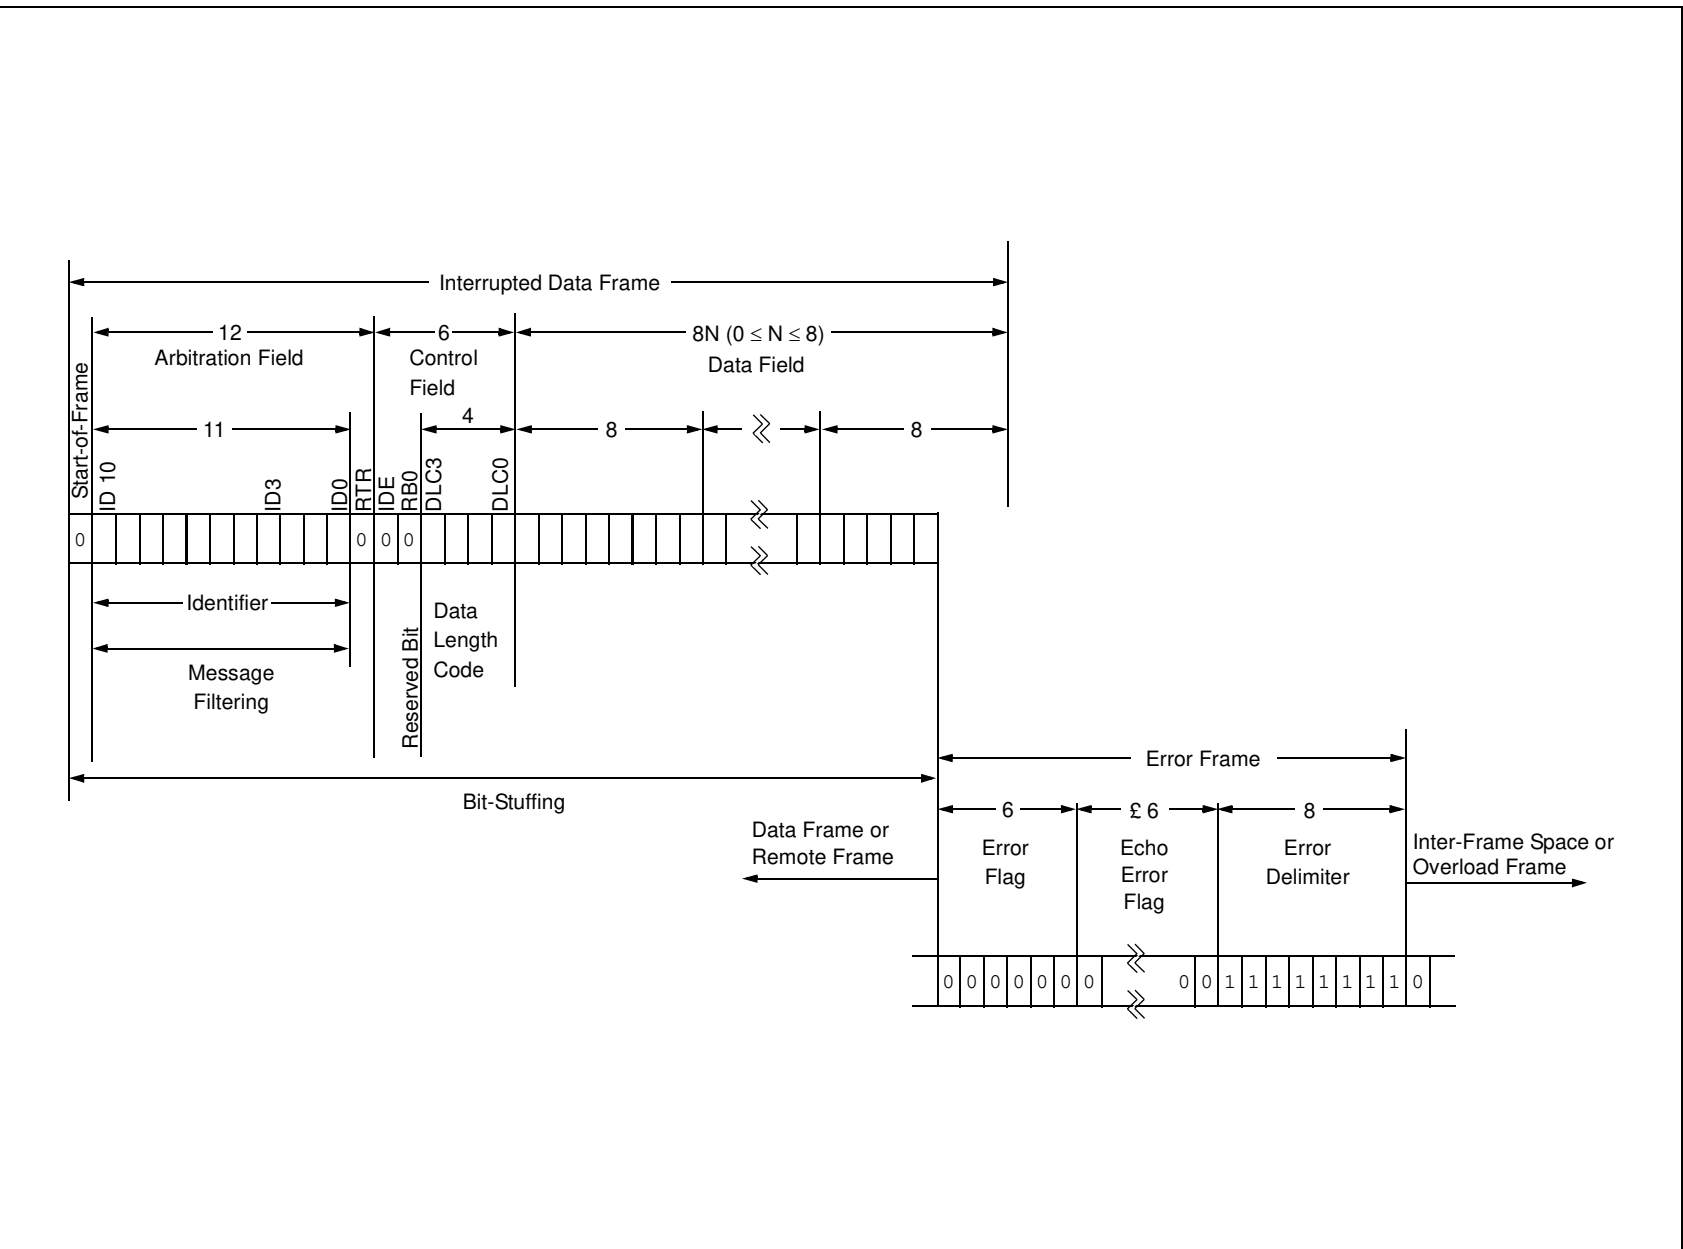 Interrupted Data Frame
12
6
8N (0 ≤ N ≤ 8)
Arbitration Field
Control
Field
Data Field
Start-of-Frame
11
4
8
8
ID 10
ID3
ID0
RTR
IDE
RB0
DLC3
DLC0
0 0 0 0
Identifier
Message
Filtering
Reserved Bit
Data
Length
Code
Bit-Stuffing
Error Frame
6
£ 6
8
Data Frame or
Remote Frame
Error
Flag
Echo
Error
Flag
Error
Delimiter
Inter-Frame Space or
Overload Frame
0 0 0 0 0 0 0 0 0 1 1 1 1 1 1 1 1 0